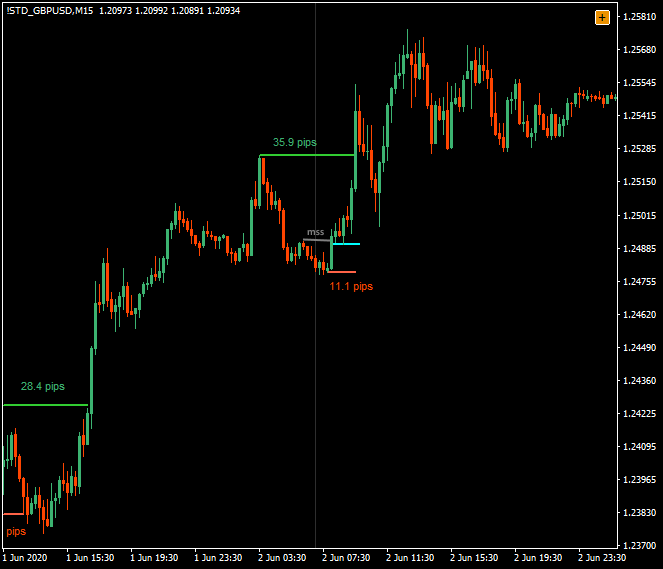 !STD_GBPUSD,M15 1.20973 1.20992 1.20891 1.20934
+
1.25810
1.25680
1.25545
1.25415
1.25285
1.25150
1.25015
1.24885
1.24755
1.24620
1.24490
1.24360
1.24225
1.24095
1.23830
1.23700
35.9 pips
mss
11.1 pips
28.4 pips
pips
1 Jun 2020
1 Jun 15:30
1 Jun 19:30
1 Jun 23:30
2 Jun 03:30
2 Jun 07:30
2 Jun 11:30
2 Jun 15:30
2 Jun 19:30
2 Jun 23:30